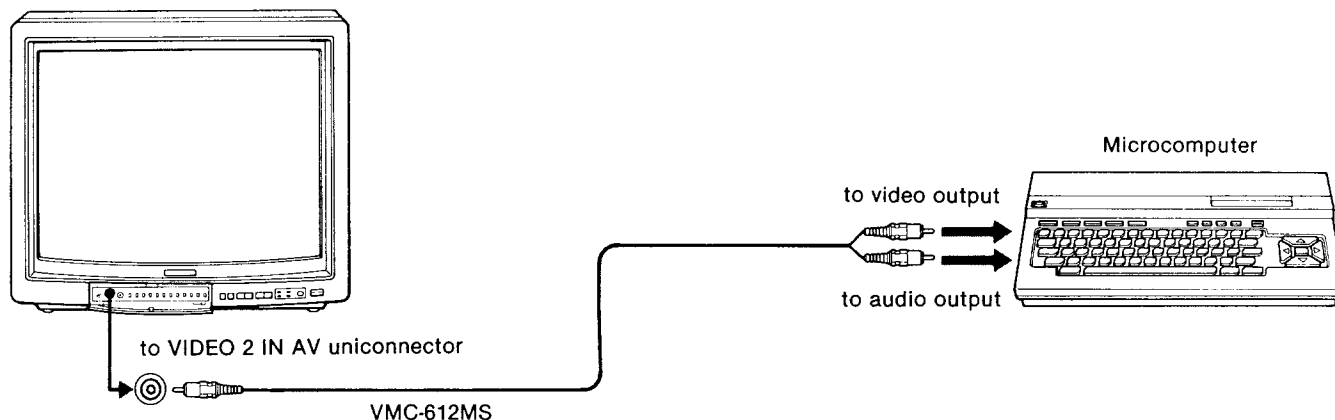 Microcomputer
to video output
to audio output
to VIDEO 2 IN AV uniconnector
VMC-612MS